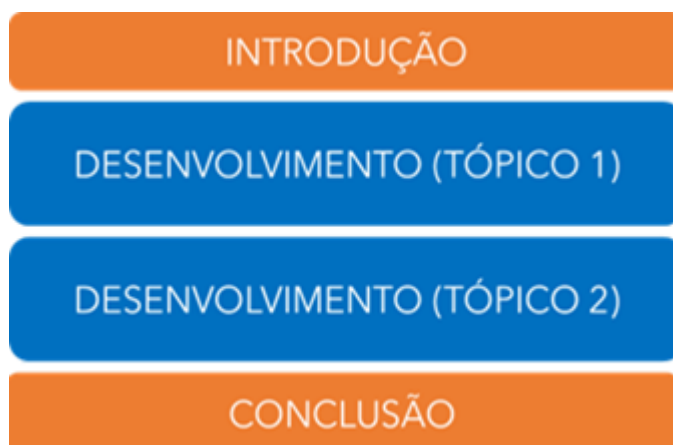 INTRODUÇÃO
DESENVOLVIMENTO (TÓPICO 1)
DESENVOLVIMENTO (TÓPICO 2)
CONCLUSÃO